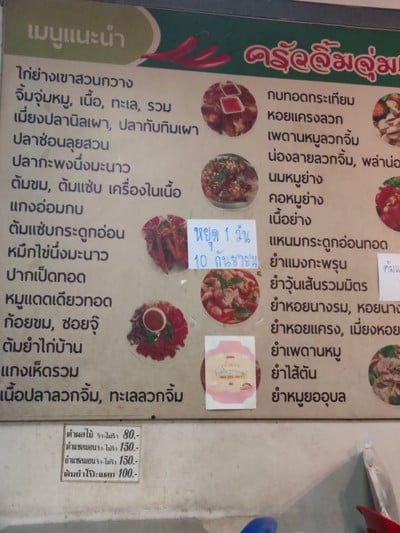 เมนูแนะนำ
ครัวจิ้มจุ่ม
ไก่ย่างเขาสวนกวาง
จิ้มจุ่มหมู, เนื้อ, ทะเล, รวม
เมี่ยงปลานิลเผา, ปลาทับทิมเผา
ปลาช่อนลุยสวน
ปลากะพงนึ่งมะนาว
ต้มขม, ต้มแซ่บ เครื่องในเนื้อ
แกงอ่อมกบ
ต้มแซ่บกระดูกอ่อน
หมึกไข่นึ่งมะนาว
ปากเป็ดทอด
หมูแดดเดียวทอด
ก้อยขม, ซอยจุ๊
ต้มยำไก่บ้าน
แกงเห็ดรวม
เนื้อปลาลวกจิ้ม, ทะเลลวกจิ้ม
กบทอดกระเทียม
หอยแครงลวก
เพดานหมูลวกจิ้ม
น่องลายลวกจิ้ม, พล่าน่อง
นมหมูย่าง
คอหมูย่าง
เนื้อย่าง
แหนมกระดูกอ่อนทอด
ยำแมงกะพรุน
ยำวุ้นเส้นรวมมิตร
ยำหอยนางรม, หอยนาง
ยำหอยแครง, เมี่ยงหอย
ยำเพดานหมู
ยำไส้ตัน
ยำหมูยออุบล
หยุด 1 วัน
10 กันยายน
ตำผลไม้ 80.-
150.-
150.-
100.-